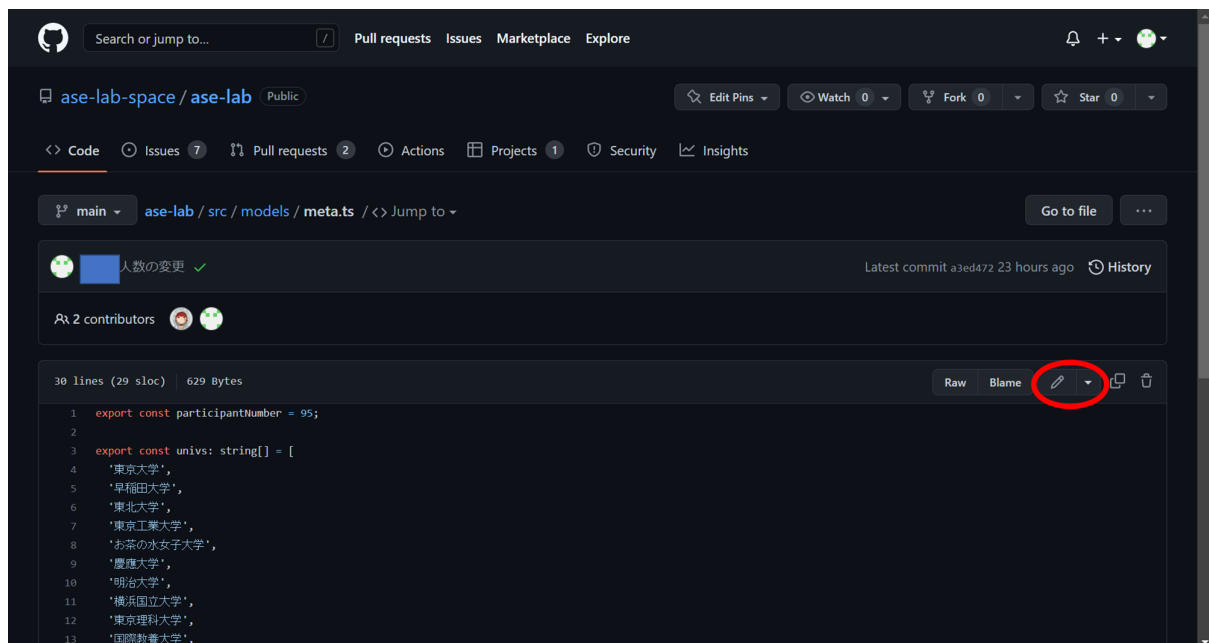 Search or jump to... / Pull requests Issues Marketplace Explore
ase-lab-space / ase-lab Public Edit Pins Watch 0 Fork 0 Star 0
Code Issues 7 Pull requests 2 Actions Projects 1 Security Insights
main ase-lab / src / models / meta.ts / <> Jump to Go to file ...
人数の変更 Latest commit a3ed472 23 hours ago History
2 contributors
30 lines (29 sloc) 629 Bytes Raw Blame
1 export const participantNumber = 95;
2
3 export const univs: string[] = [
4 '東京大学',
5 '早稲田大学',
6 '東北大学',
7 '東京工業大学',
8 'お茶の水女子大学',
9 '慶應大学',
10 '明治大学',
11 '横浜国立大学',
12 '東京理科大学',
13 '国際教養大学',